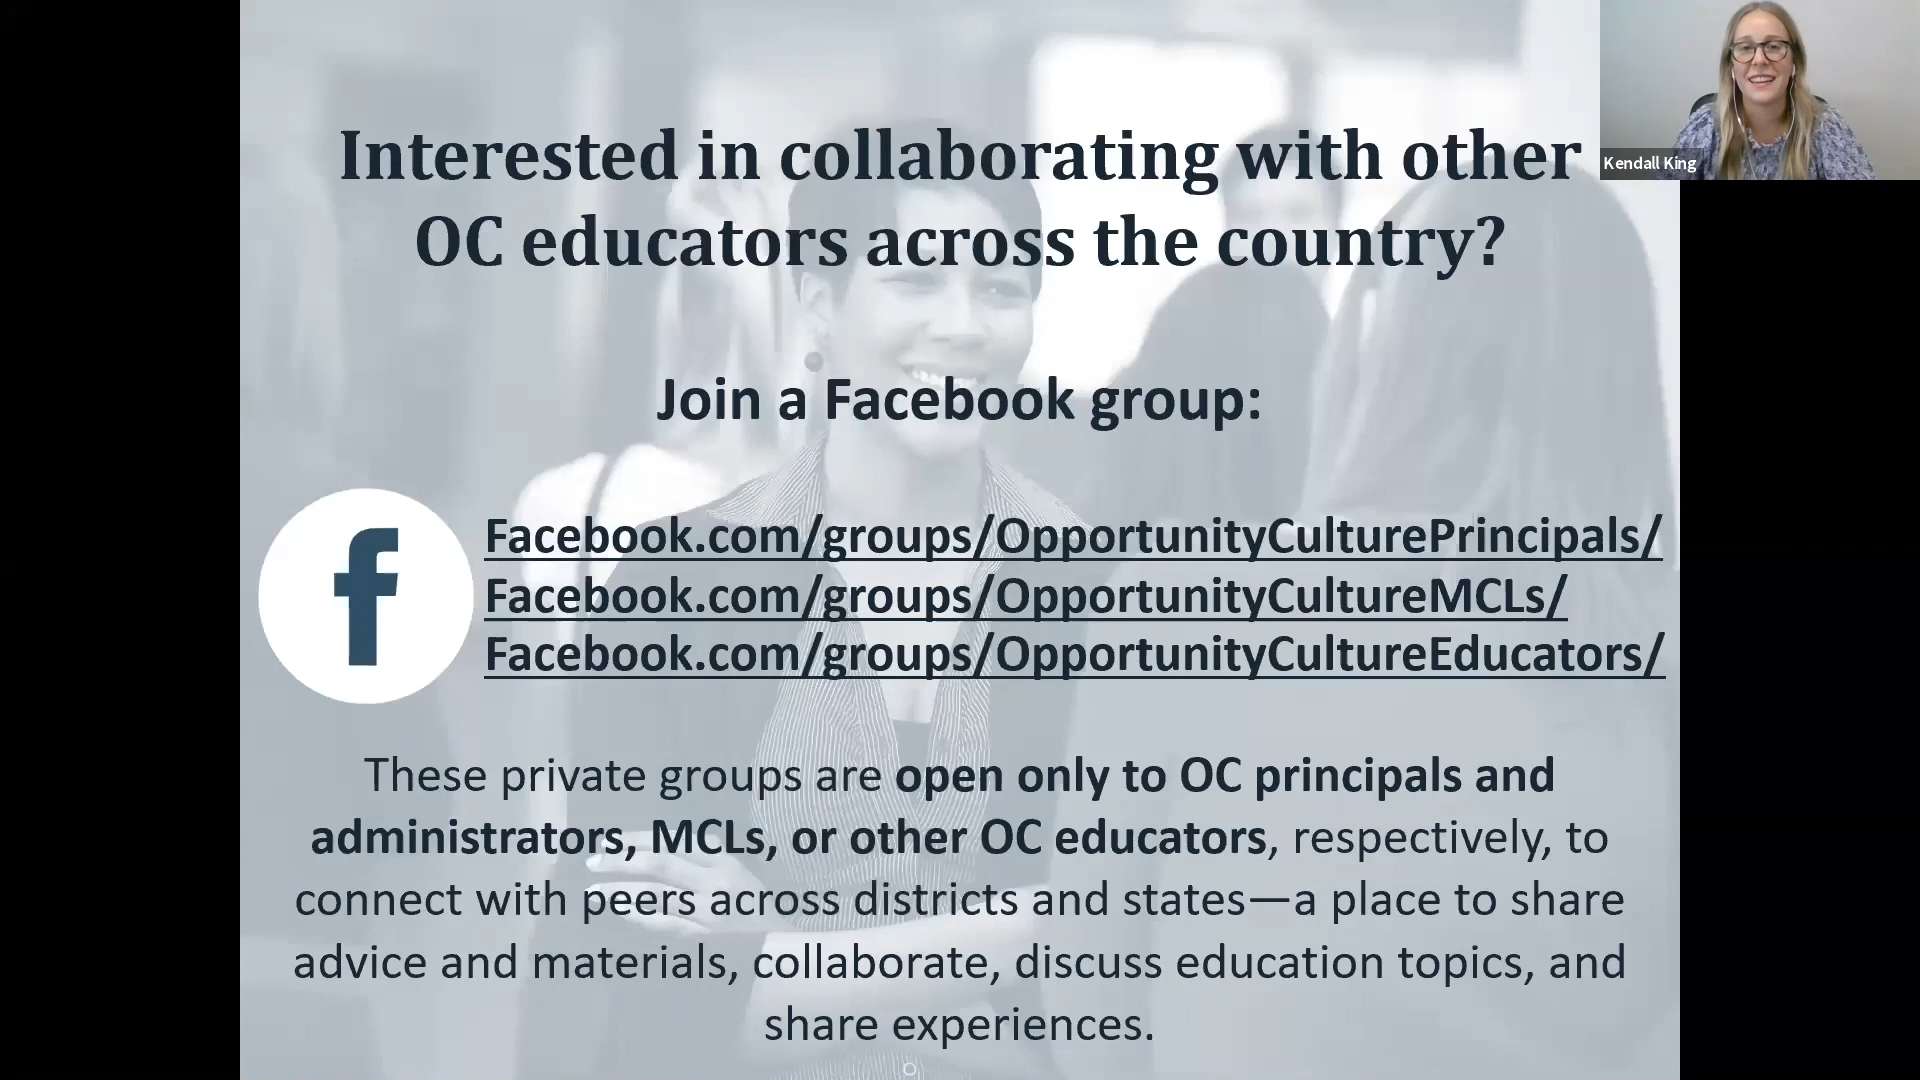 Interested in collaborating with other
OC educators across the country?
Kendall King
Join a Facebook group:
Facebook.com/groups/OpportunityCulturePrincipals/
Facebook.com/groups/OpportunityCultureMCLs/
Facebook.com/groups/OpportunityCultureEducators/
These private groups are open only to OC principals and
administrators, MCLs, or other OC educators, respectively, to
connect with peers across districts and states—a place to share
advice and materials, collaborate, discuss education topics, and
share experiences.